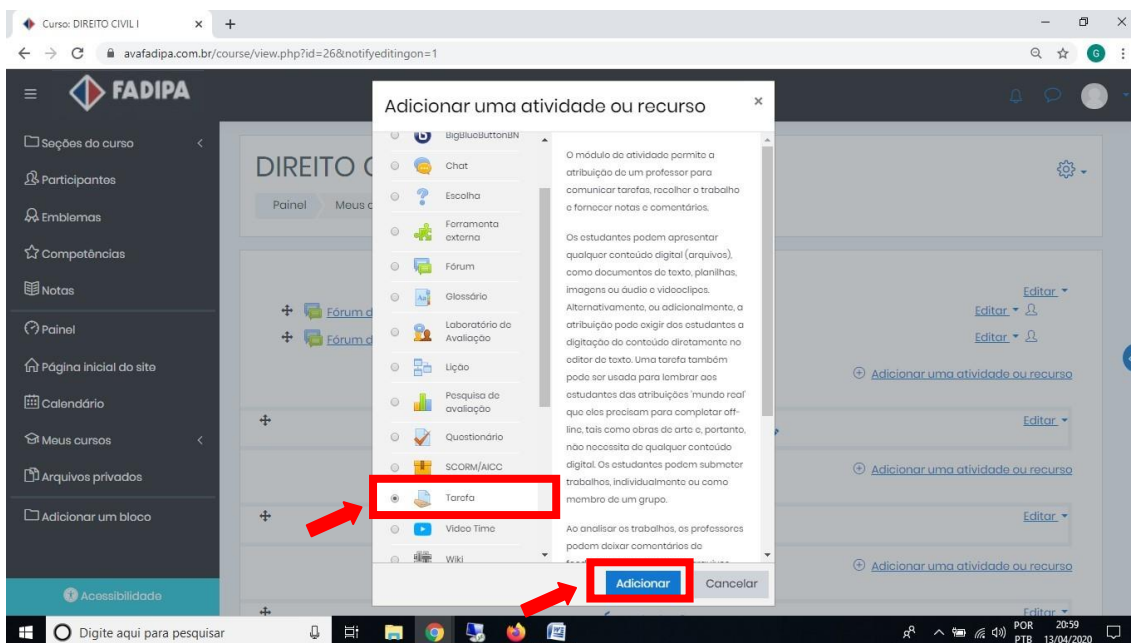 Curso: DIREITO CIVIL I
avafadipa.com.br/course/view.php?id=26&notifyeditingon=1
G
FADIPA
Seções do curso
Participantes
Emblemas
Competências
Notas
Painel
Página inicial do site
Calendário
Meus cursos
Arquivos privados
Adicionar um bloco
Acessibilidade
DIREITO C
Painel Meus c
Fórum d
Fórum d
Editar
Editar
Editar
Adicionar uma atividade ou recurso
Editar
Adicionar uma atividade ou recurso
Editar
Adicionar uma atividade ou recurso
Editar
Adicionar uma atividade ou recurso
BigBlueButtonBN
Chat
Escolha
Ferramenta
externa
Fórum
Glossário
Laboratório de
Avaliação
Lição
Pesquisa de
avaliação
Questionário
SCORM/AICC
Tarefa
Video Time
Wiki
O módulo de atividade permite a
atribuição de um professor para
comunicar tarefas, recolher o trabalho
e fornecer notas e comentários.
Os estudantes podem apresentar
qualquer conteúdo digital (arquivos),
como documentos de texto, planilhas,
imagens ou áudio e videoclipes.
Alternativamente, ou adicionalmente, a
atribuição pode exigir dos estudantes a
digitação do conteúdo diretamente no
editor de texto. Uma tarefa também
pode ser usada para lembrar aos
estudantes das atribuições 'mundo real'
que eles precisam para completar off-
line, tais como obras de arte e, portanto,
não necessita de qualquer conteúdo
digital. Os estudantes podem submeter
trabalhos, individualmente ou como
membro de um grupo.
Ao analisar os trabalhos, os professores
podem deixar comentários de
Adicionar
Cancelar
Digite aqui para pesquisar
POR
PTB
20:59
13/04/2020